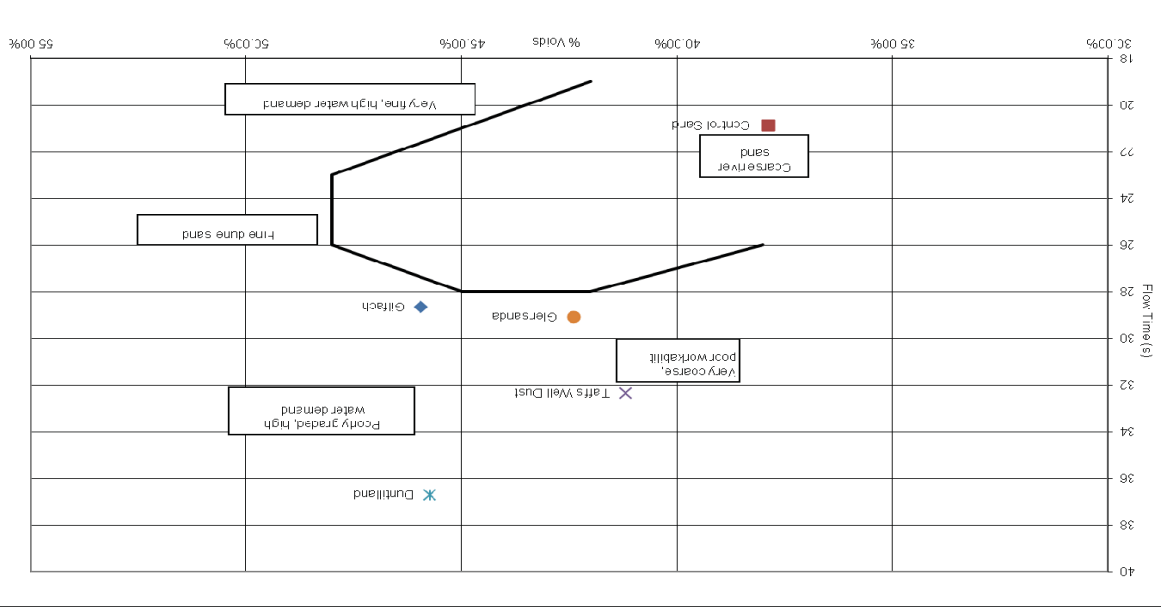 40
38
36
34
32
30
28
26
24
22
20
18
Flow Time (s)
Duntilland
Poorly graded, high
water demand
Taffs Well Dust
Very coarse,
poor workabilit
Glensanda
Gilfach
Fine dune sand
Coarse river
sand
Control Sand
Very fine, high water demand
30.00%
35.00%
40.00%
% Voids
45.00%
50.00%
55.00%